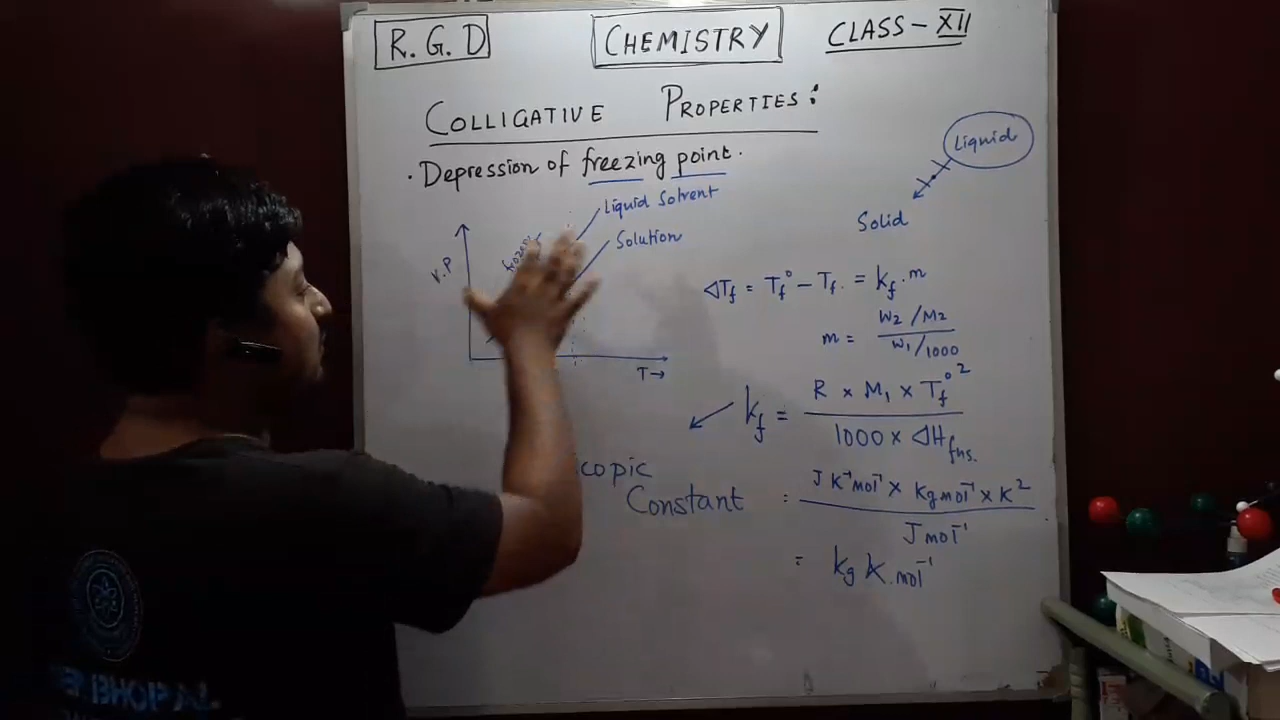 R. G. D
CHEMISTRY
CLASS - XII
COLLIGATIVE PROPERTIES :
· Depression of freezing point.
Liquid
Solid
Liquid Solvent
Solution
V.P
T→
ΔTf = Tf° - Tf. = kf . m
m = W2 / M2
W1 / 1000
kf = R × M1 × Tf°²
1000 × ΔHfus.
Constant
= J K⁻¹ mol⁻¹ × Kg mol⁻¹ × K²
J mol⁻¹
= Kg K . mol⁻¹